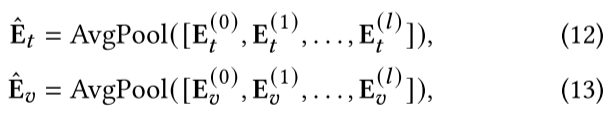 Ê_t = AvgPool([E_t^(0), E_t^(1), . . . , E_t^(l)]), (12)
Ê_v = AvgPool([E_v^(0), E_v^(1), . . . , E_v^(l)]), (13)